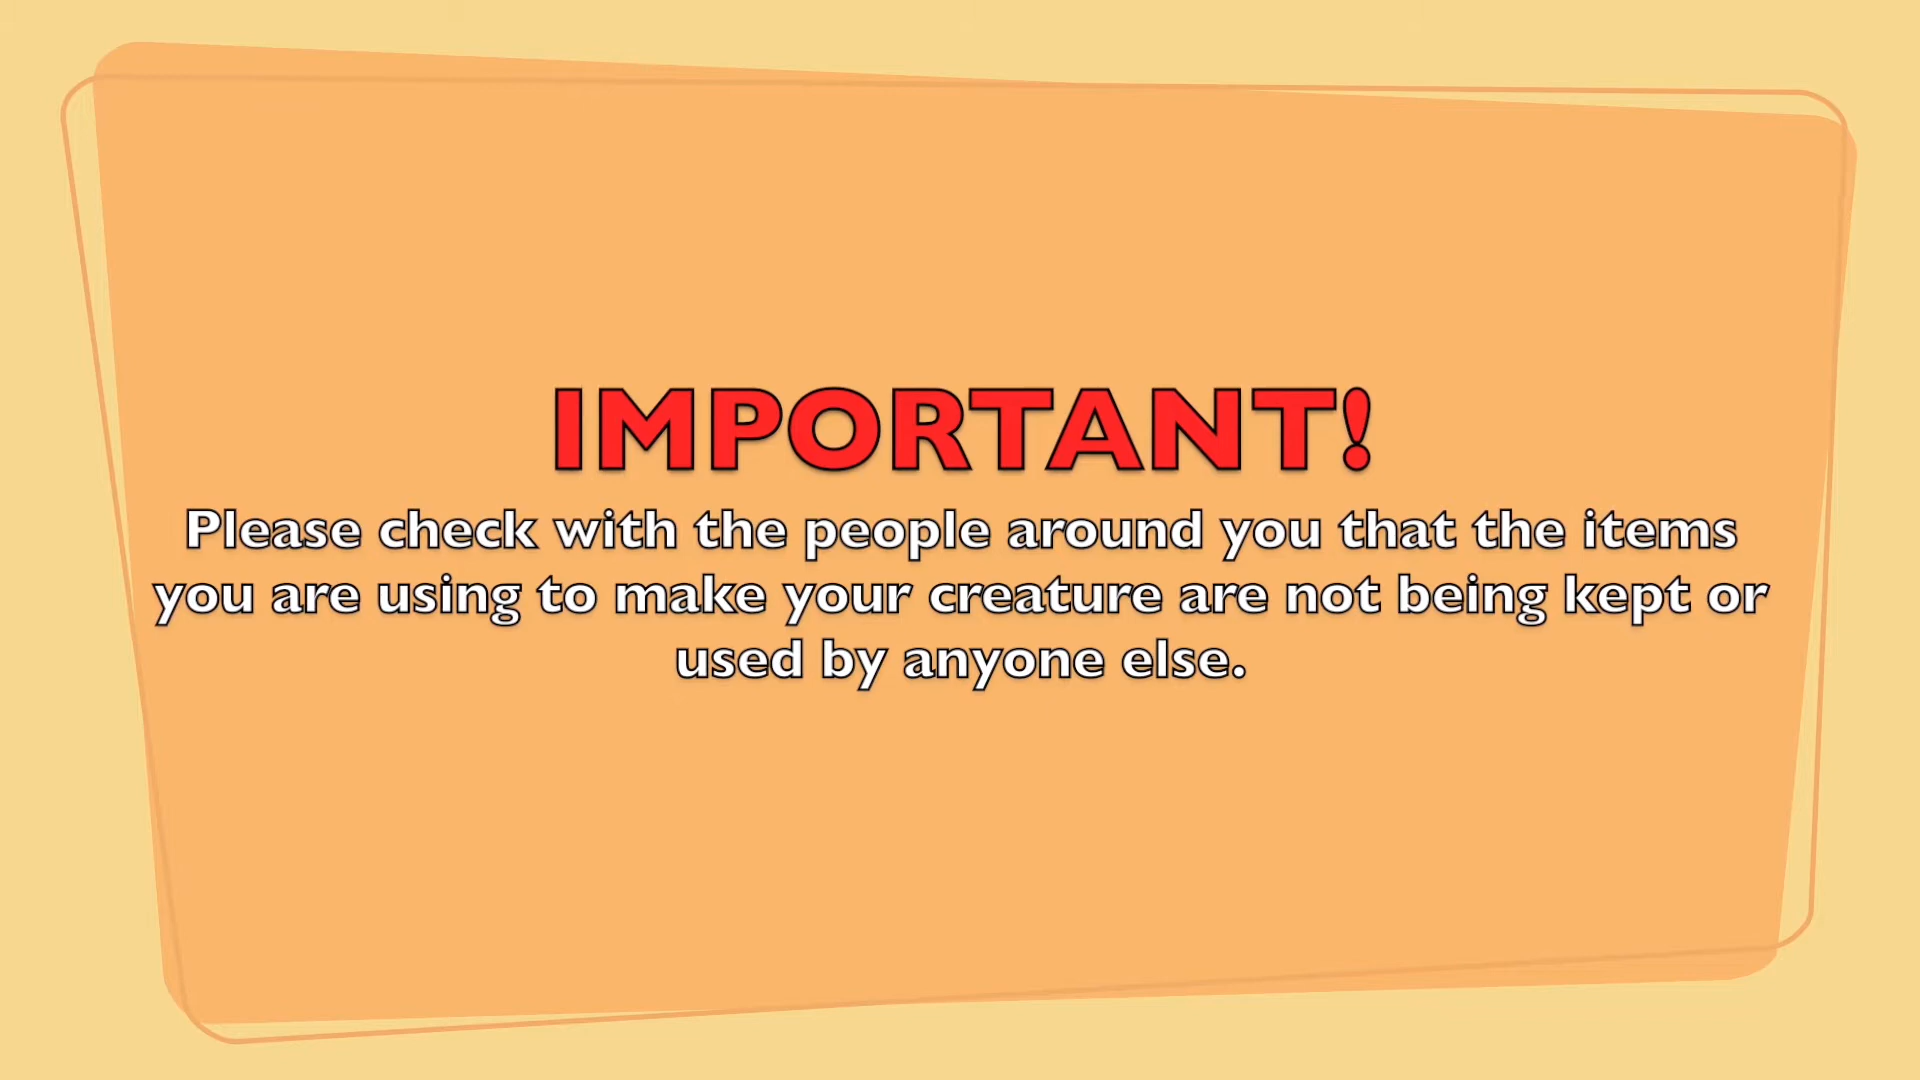 IMPORTANT!
Please check with the people around you that the items
you are using to make your creature are not being kept or
used by anyone else.